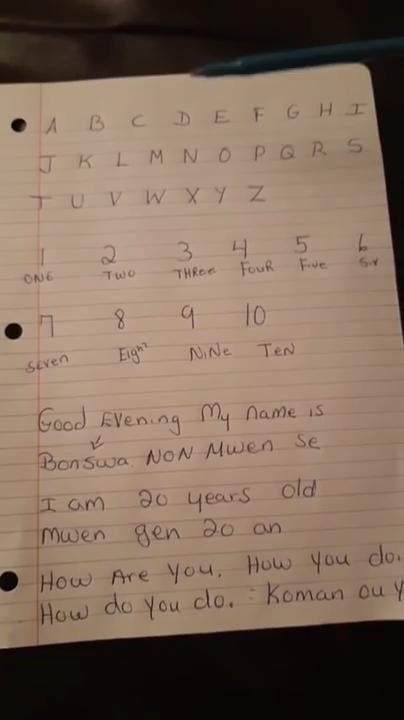 A B C D E F G H I
J K L M N O P Q R S
T U V W X Y Z
1 2 3 4 5 6
ONE TWO THREE FOUR FIVE Six
7 8 9 10
Seven Eight NiNe TeN
Good Evening My name is
Bonswa NON Mwen se
I am 20 years old
Mwen gen 20 an
How Are You. How you do.
How do you do. : Koman ou y